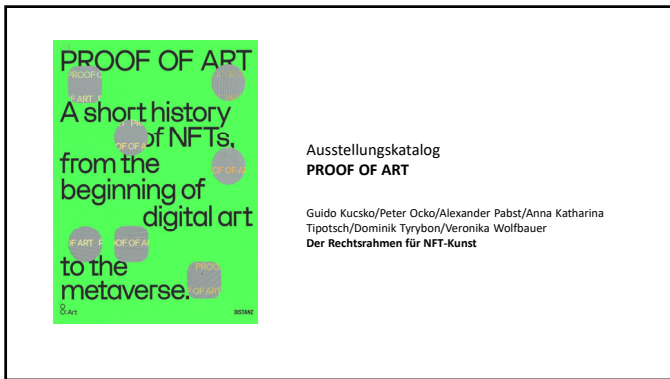 PROOF OF ART
A short history
of NFTs,
from the
beginning of
digital art
to the
metaverse.
Art
DISTANZ
Ausstellungskatalog
PROOF OF ART
Guido Kucsko/Peter Ocko/Alexander Pabst/Anna Katharina
Tipotsch/Dominik Tyrybon/Veronika Wolfbauer
Der Rechtsrahmen für NFT-Kunst